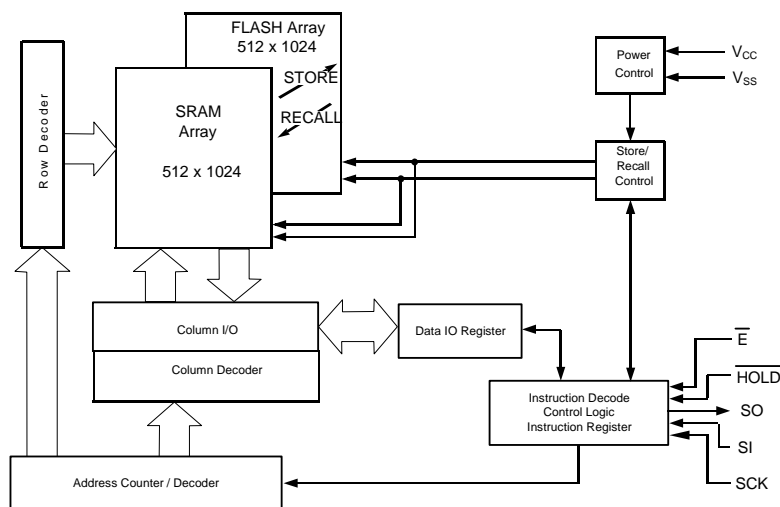 FLASH Array
512 x 1024
STORE
RECALL
SRAM
Array
512 x 1024
Row Decoder
Power
Control
VCC
VSS
Store/
Recall
Control
Column I/O
Column Decoder
Data IO Register
Instruction Decode
Control Logic
Instruction Register
E
HOLD
SO
SI
SCK
Address Counter / Decoder